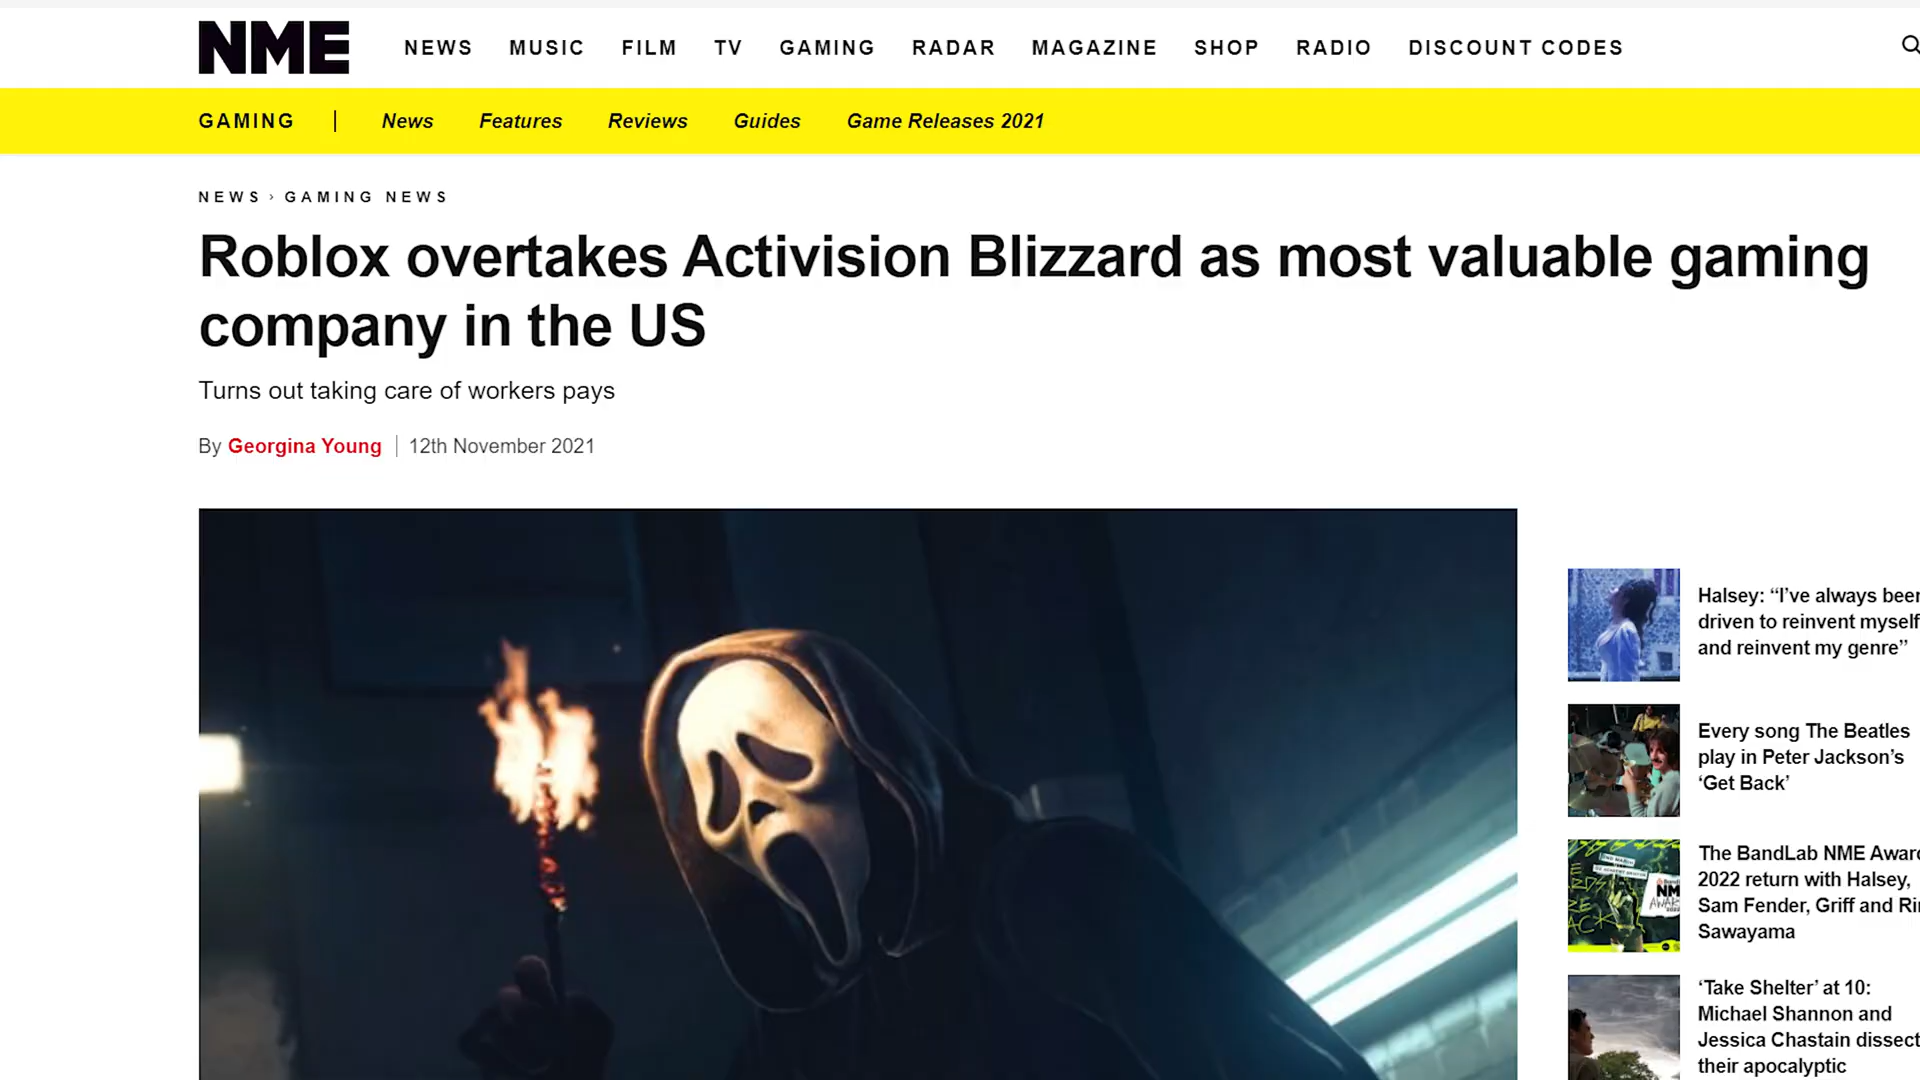 NME
NEWS MUSIC FILM TV GAMING RADAR MAGAZINE SHOP RADIO DISCOUNT CODES
GAMING | News Features Reviews Guides Game Releases 2021
NEWS › GAMING NEWS
Roblox overtakes Activision Blizzard as most valuable gaming
company in the US
Turns out taking care of workers pays
By Georgina Young | 12th November 2021
Halsey: “I’ve always been
driven to reinvent myself
and reinvent my genre”
Every song The Beatles
play in Peter Jackson’s
‘Get Back’
The BandLab NME Award
2022 return with Halsey,
Sam Fender, Griff and Ri
Sawayama
‘Take Shelter’ at 10:
Michael Shannon and
Jessica Chastain dissect
their apocalyptic